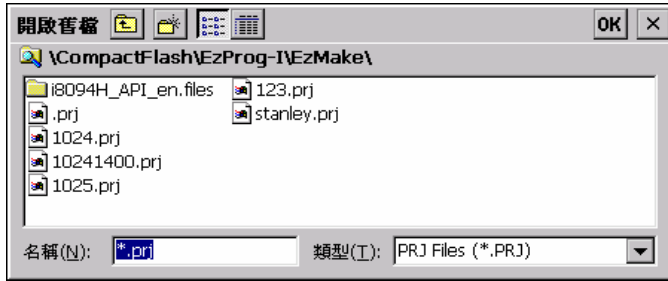 開啟舊檔 OK ×
\CompactFlash\EzProg-I\EzMake\
i8094H_API_en.files 123.prj
.prj stanley.prj
1024.prj
10241400.prj
1025.prj
名稱(N): *.prj 類型(T): PRJ Files (*.PRJ)